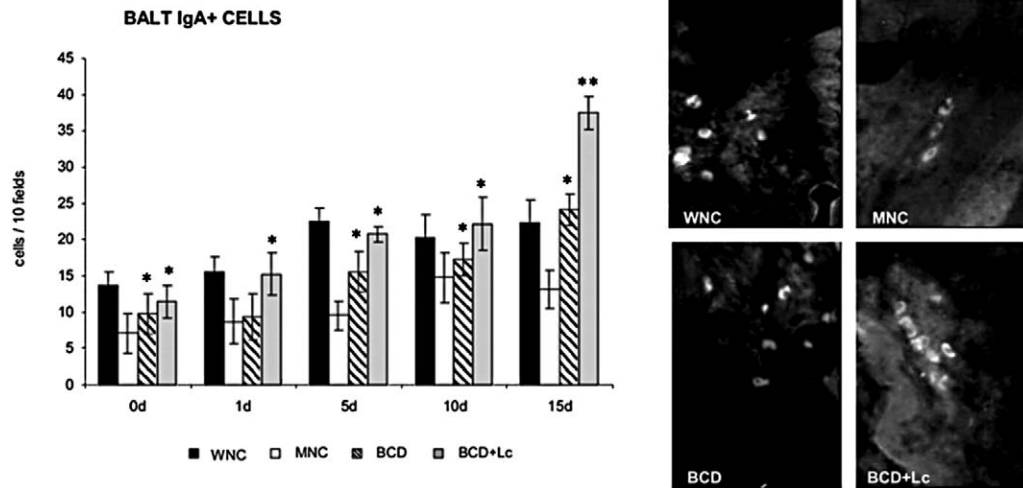 BALT IgA+ CELLS
45
40
35
30
25
20
15
10
5
0
cells / 10 fields
* *
*
* *
* *
* **
0d 1d 5d 10d 15d
WNC MNC BCD BCD+Lc
WNC MNC
BCD BCD+Lc